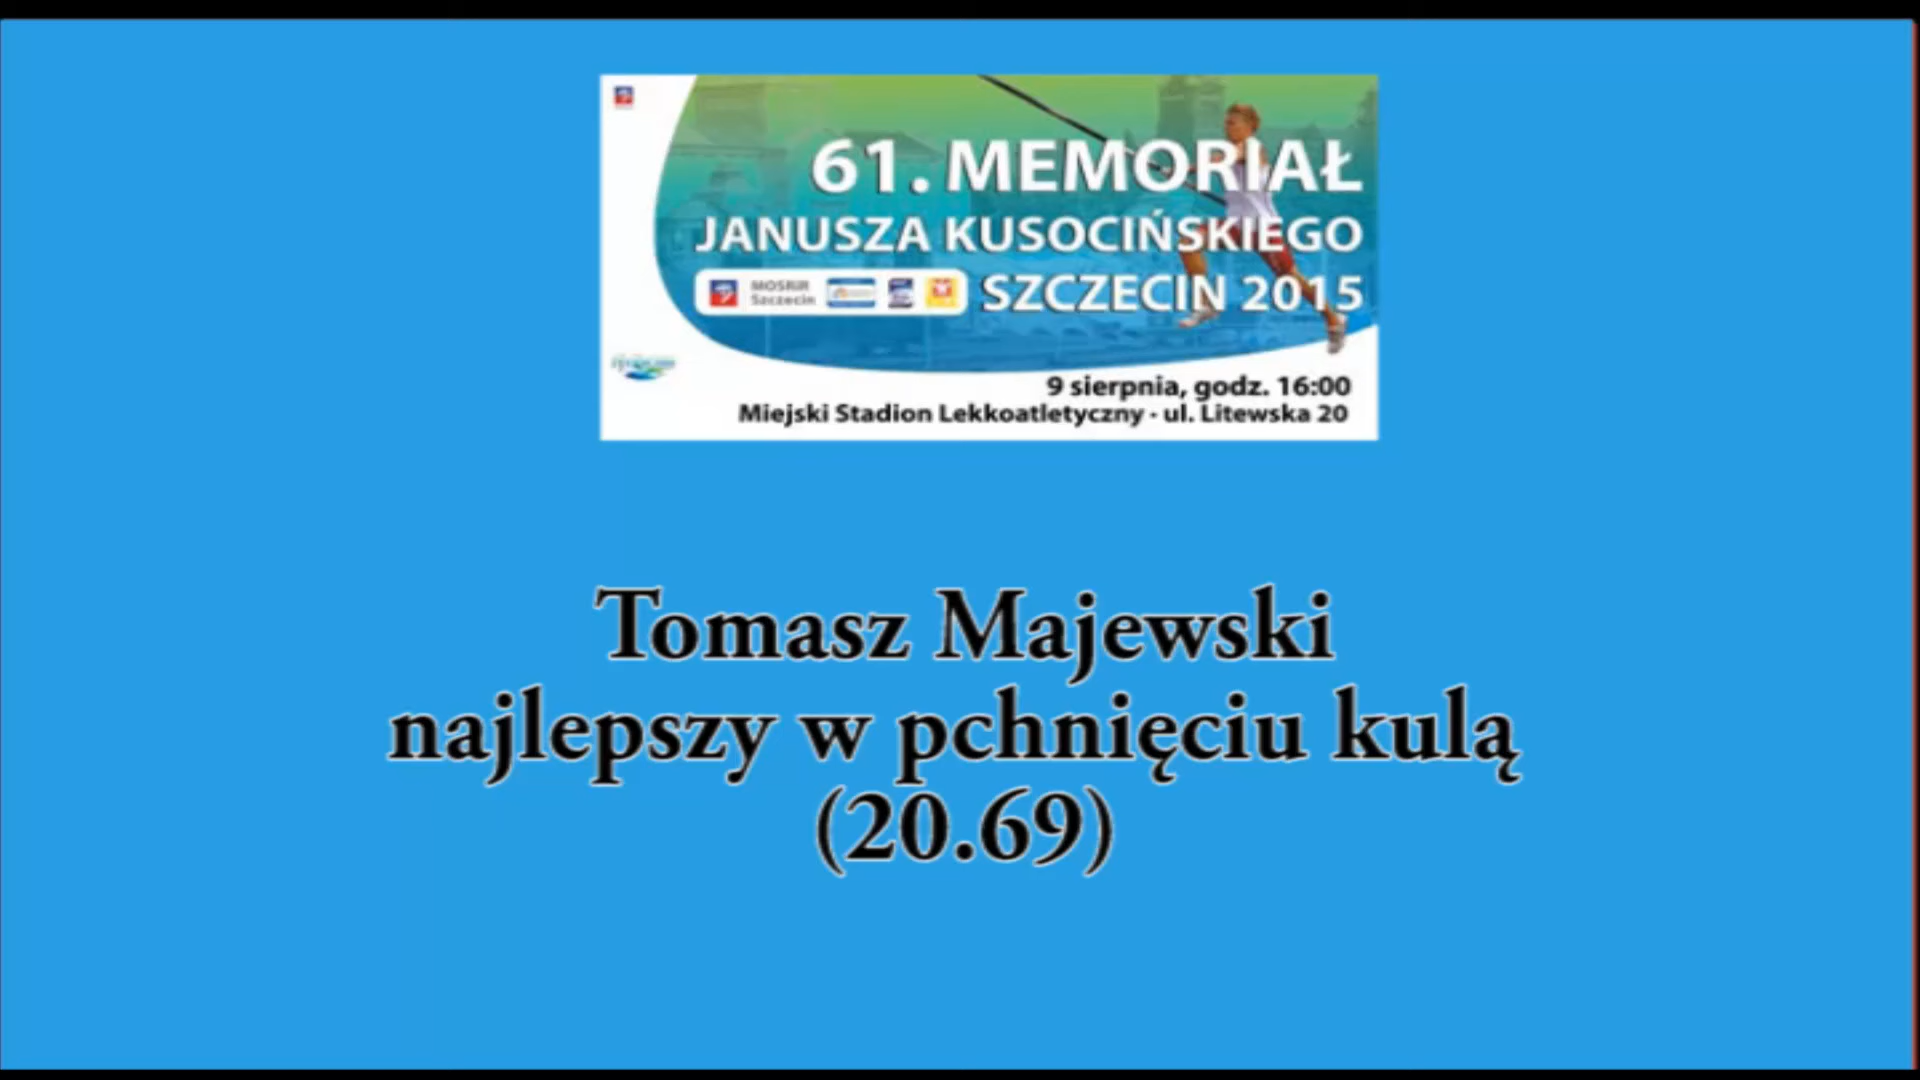 61. MEMORIAŁ
JANUSZA KUSOCIŃSKIEGO
MOSRiR
Szczecin
SZCZECIN 2015
9 sierpnia, godz. 16:00
Miejski Stadion Lekkoatletyczny - ul. Litewska 20
Tomasz Majewski
najlepszy w pchnięciu kulą
(20.69)